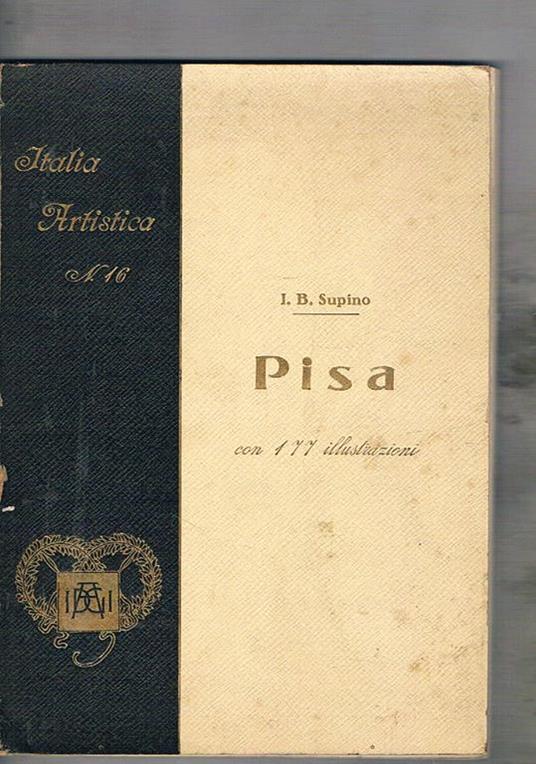 Italia
Artistica
N. 16
I. B. Supino
Pisa
con 177 illustrazioni